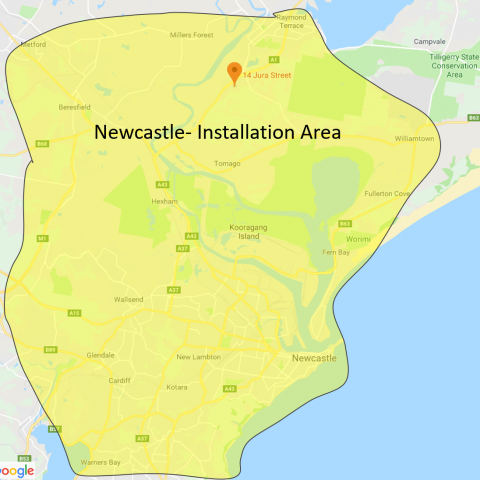 Raymond
Terrace
Metford
Millers Forest
Campvale
Tilligerry State
Conservation
Area
A1
14 Jura Street
Beresfield
B63
Newcastle- Installation Area
B68
Williamtown
Tomago
A43
Fullerton Cove
Hexham
Kooragang
Island
B63
A43
Worimi
M1
A37
Fern Bay
A37
Wallsend
A15
B89
Glendale
New Lambton
Newcastle
Cardiff
Kotara
A43
B53
A37
Warners Bay
B53
Google